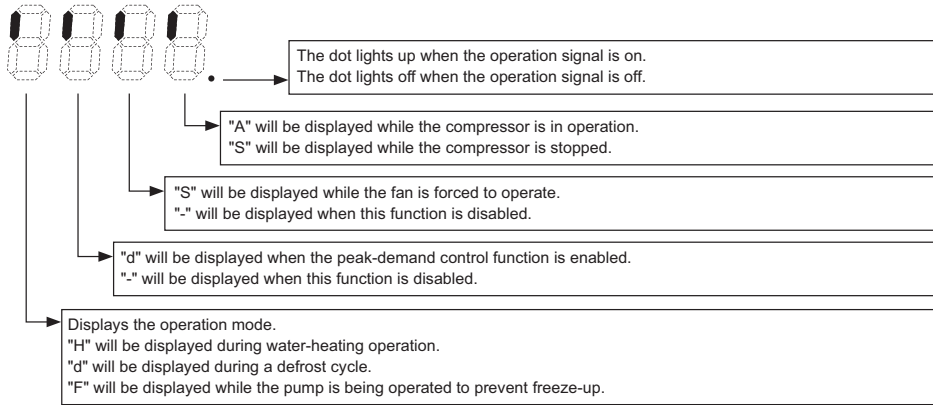 The dot lights up when the operation signal is on.
The dot lights off when the operation signal is off.
"A" will be displayed while the compressor is in operation.
"S" will be displayed while the compressor is stopped.
"S" will be displayed while the fan is forced to operate.
"-" will be displayed when this function is disabled.
"d" will be displayed when the peak-demand control function is enabled.
"-" will be displayed when this function is disabled.
Displays the operation mode.
"H" will be displayed during water-heating operation.
"d" will be displayed during a defrost cycle.
"F" will be displayed while the pump is being operated to prevent freeze-up.